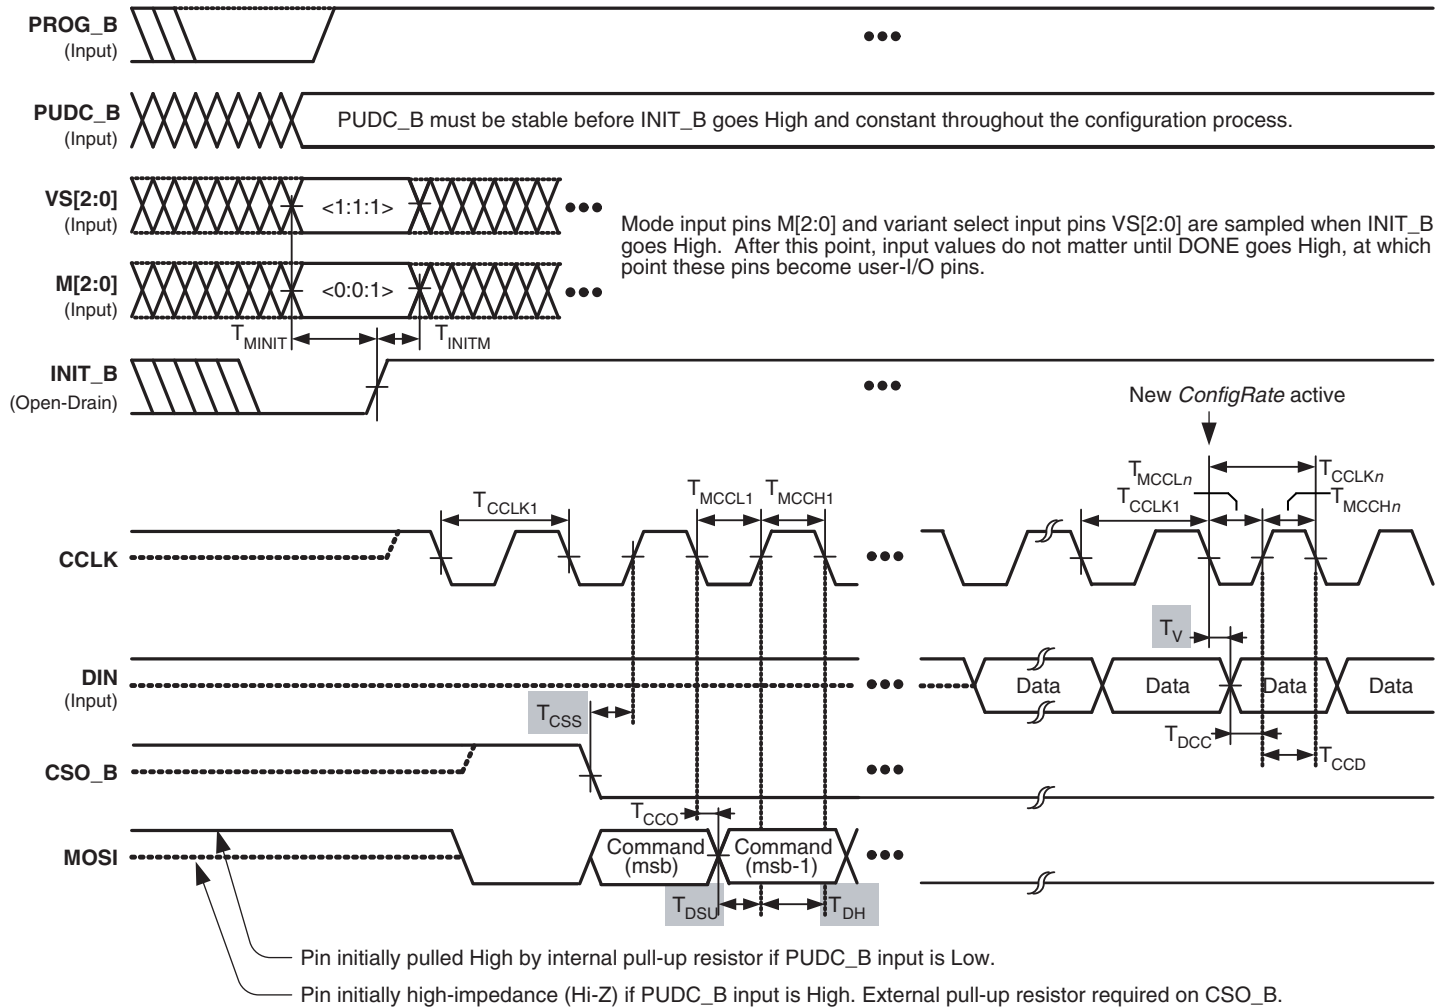 PROG_B
(Input)
PUDC_B
(Input)
PUDC_B must be stable before INIT_B goes High and constant throughout the configuration process.
VS[2:0]
(Input)
<1:1:1>
Mode input pins M[2:0] and variant select input pins VS[2:0] are sampled when INIT_B
goes High. After this point, input values do not matter until DONE goes High, at which
point these pins become user-I/O pins.
M[2:0]
(Input)
<0:0:1>
TMINIT
TINITM
INIT_B
(Open-Drain)
New ConfigRate active
TMCCLn
TCCLKn
TCCLK1
TMCCL1
TMCCH1
TCCLK1
TMCCHn
CCLK
TV
DIN
(Input)
Data
Data
Data
Data
TCSS
TDCC
TCCD
CSO_B
TCCO
MOSI
Command
(msb)
Command
(msb-1)
TDSU
TDH
Pin initially pulled High by internal pull-up resistor if PUDC_B input is Low.
Pin initially high-impedance (Hi-Z) if PUDC_B input is High. External pull-up resistor required on CSO_B.